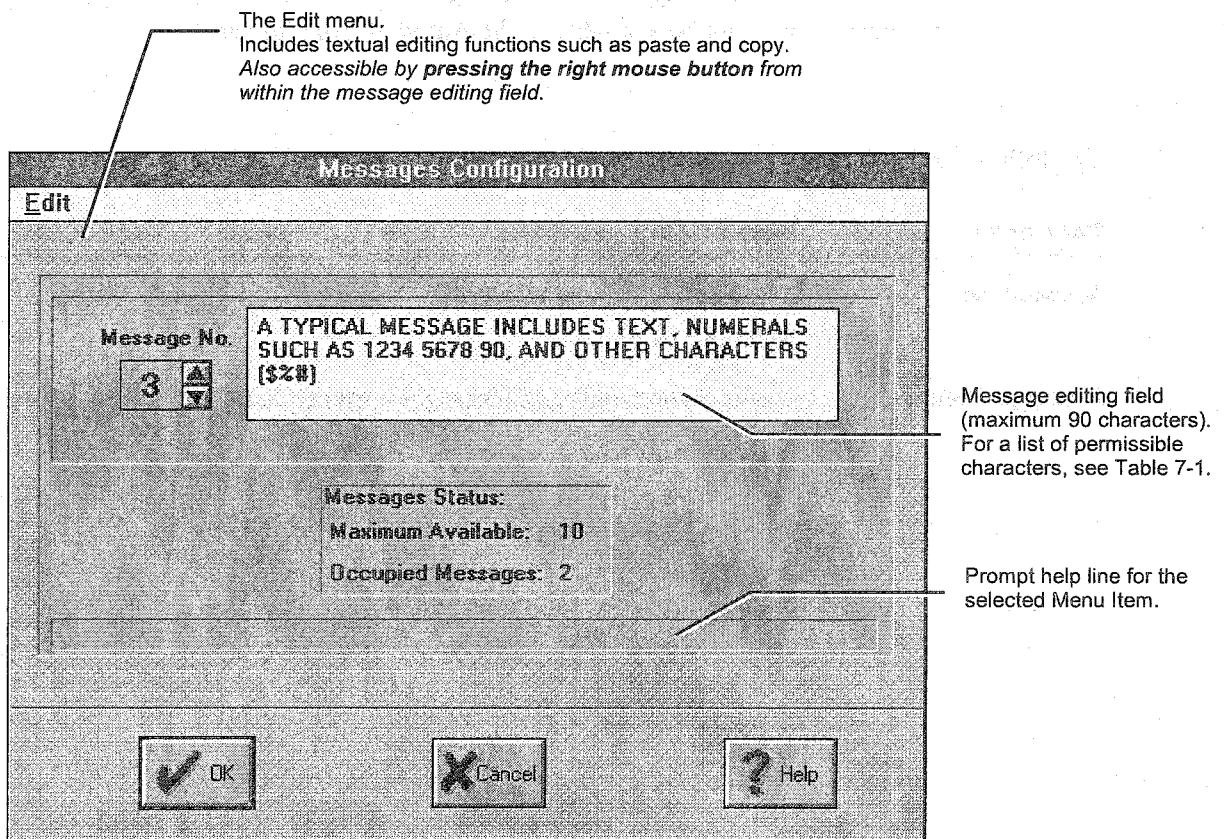 The Edit menu.
Includes textual editing functions such as paste and copy.
Also accessible by pressing the right mouse button from
within the message editing field.
Messages Configuration
Edit
Message No.
3
A TYPICAL MESSAGE INCLUDES TEXT, NUMERALS
SUCH AS 1234 5678 90, AND OTHER CHARACTERS
($%#)
Message editing field
(maximum 90 characters).
For a list of permissible
characters, see Table 7-1.
Messages Status:
Maximum Available: 10
Occupied Messages: 2
Prompt help line for the
selected Menu Item.
OK
Cancel
Help